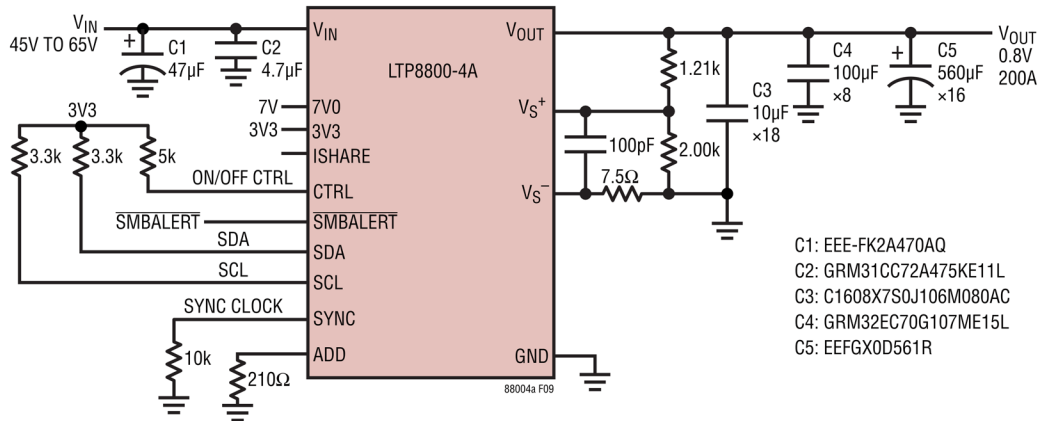 VIN
45V TO 65V
+
C1
47µF
C2
4.7µF
VIN
VOUT
LTP8800-4A
1.21k
C3
10µF
×18
C4
100µF
×8
+
C5
560µF
×16
VOUT
0.8V
200A
7V
7V0
3V3
3V3
ISHARE
VS+
100pF
2.00k
7.5Ω
VS–
3V3
3.3k
3.3k
5k
ON/OFF CTRL
CTRL
SMBALERT
SMBALERT
SDA
SDA
SCL
SCL
SYNC CLOCK
SYNC
10k
ADD
210Ω
GND
88004a F09
C1: EEE-FK2A470AQ
C2: GRM31CC72A475KE11L
C3: C1608X7S0J106M080AC
C4: GRM32EC70G107ME15L
C5: EEFGX0D561R